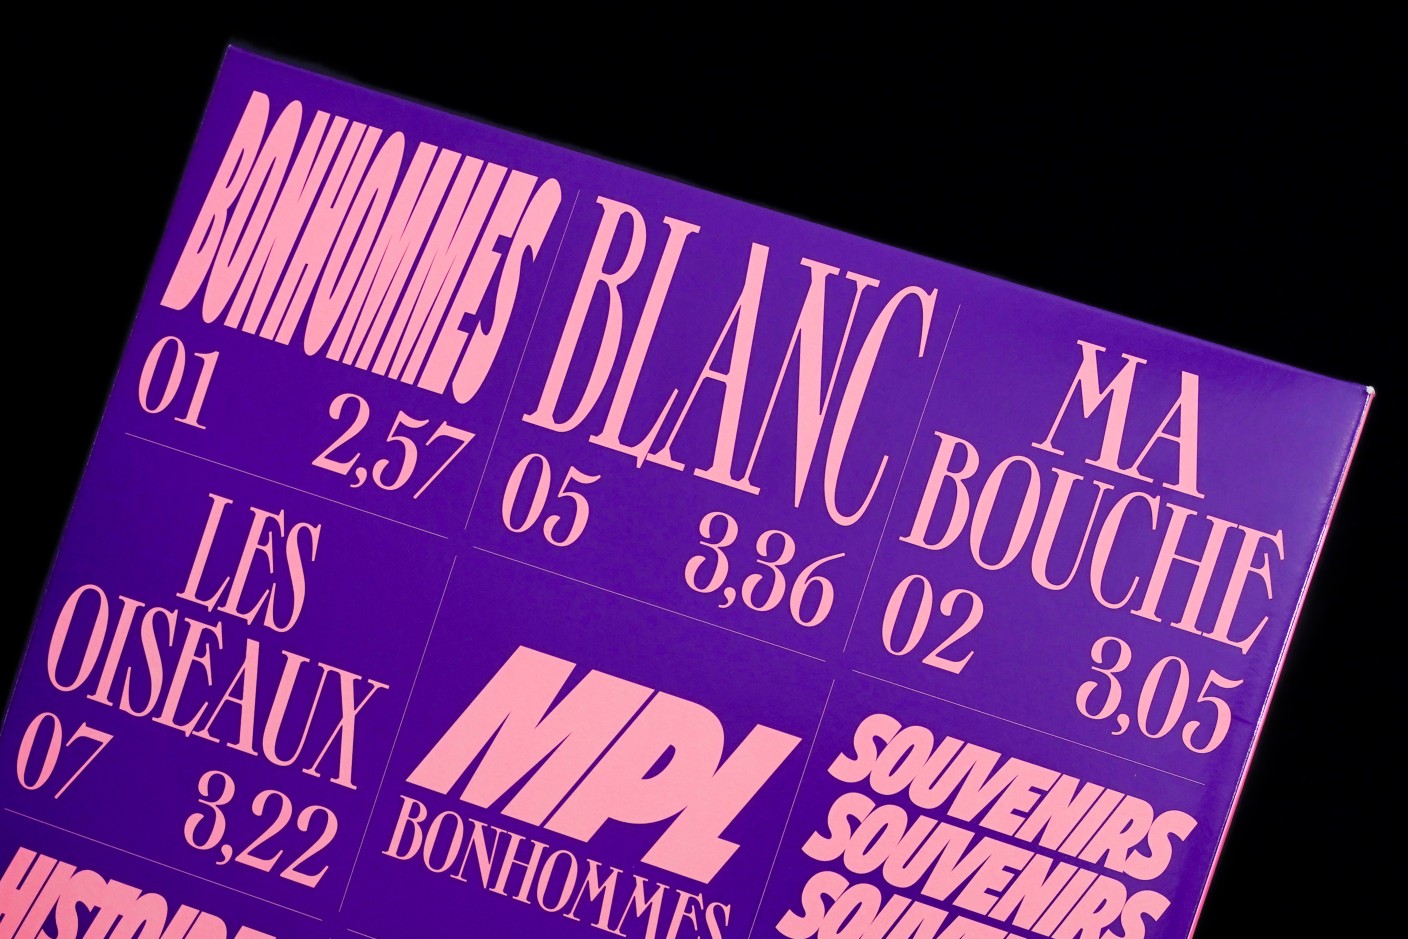 BONHOMMES
01 2,57
BLANC
05 3,36
MA
BOUCHE
02 3,05
LES
OISEAUX
07 3,22
MPL
BONHOMMES
SOUVENIRS
SOUVENIRS